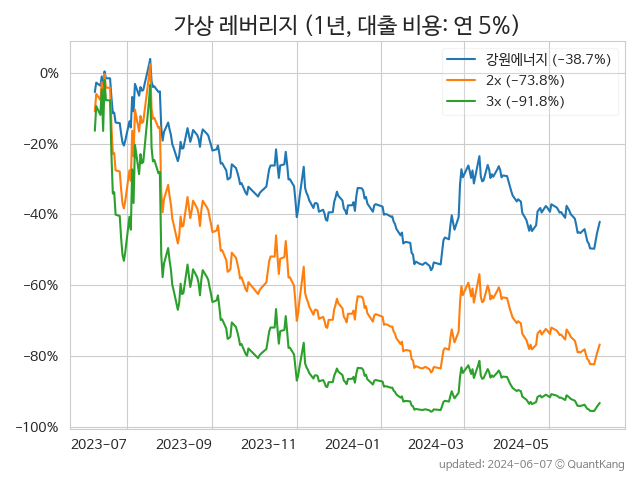 가상 레버리지 (1년, 대출 비용: 연 5%)
강원에너지 (−38.7%)
2x (−73.8%)
3x (−91.8%)
0%
−20%
−40%
−60%
−80%
−100%
2023-07 2023-09 2023-11 2024-01 2024-03 2024-05
updated: 2024-06-07 © QuantKang